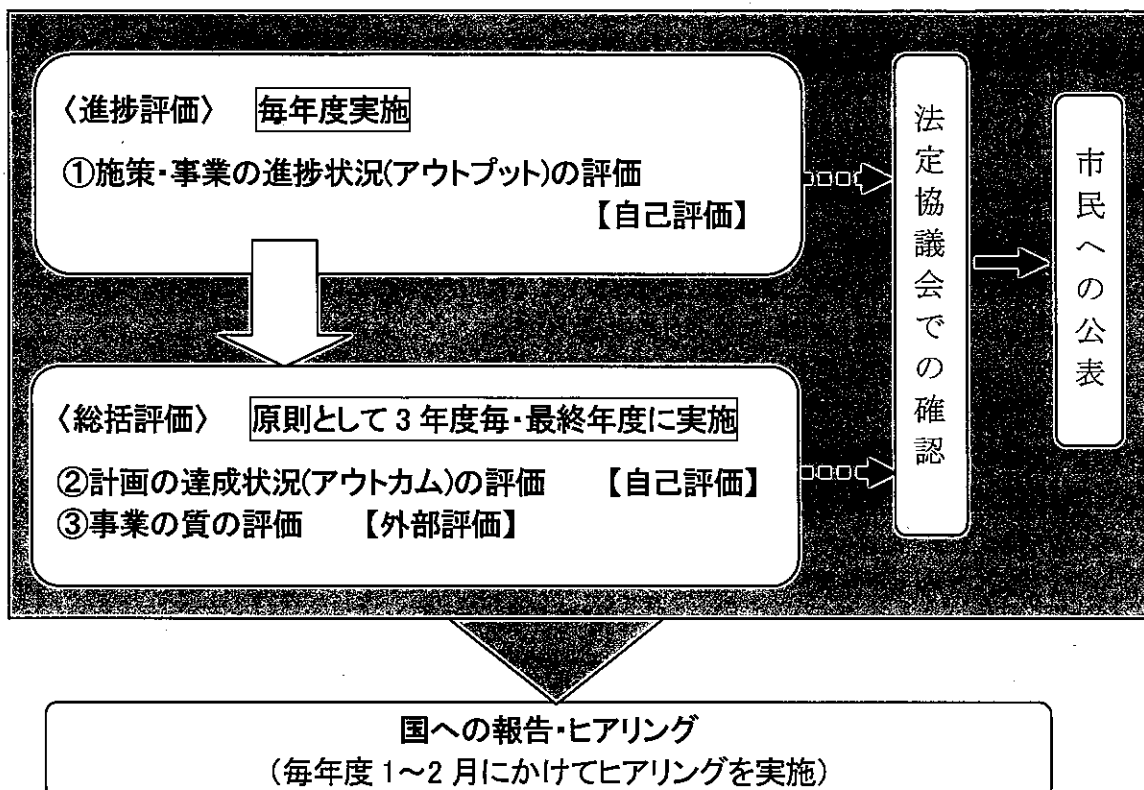 〈進捗評価〉 毎年度実施
①施策・事業の進捗状況(アウトプット)の評価
【自己評価】
〈総括評価〉 原則として3年度毎・最終年度に実施
②計画の達成状況(アウトカム)の評価 【自己評価】
③事業の質の評価 【外部評価】
法定協議会での確認
市民への公表
国への報告・ヒアリング
(毎年度1~2月にかけてヒアリングを実施)